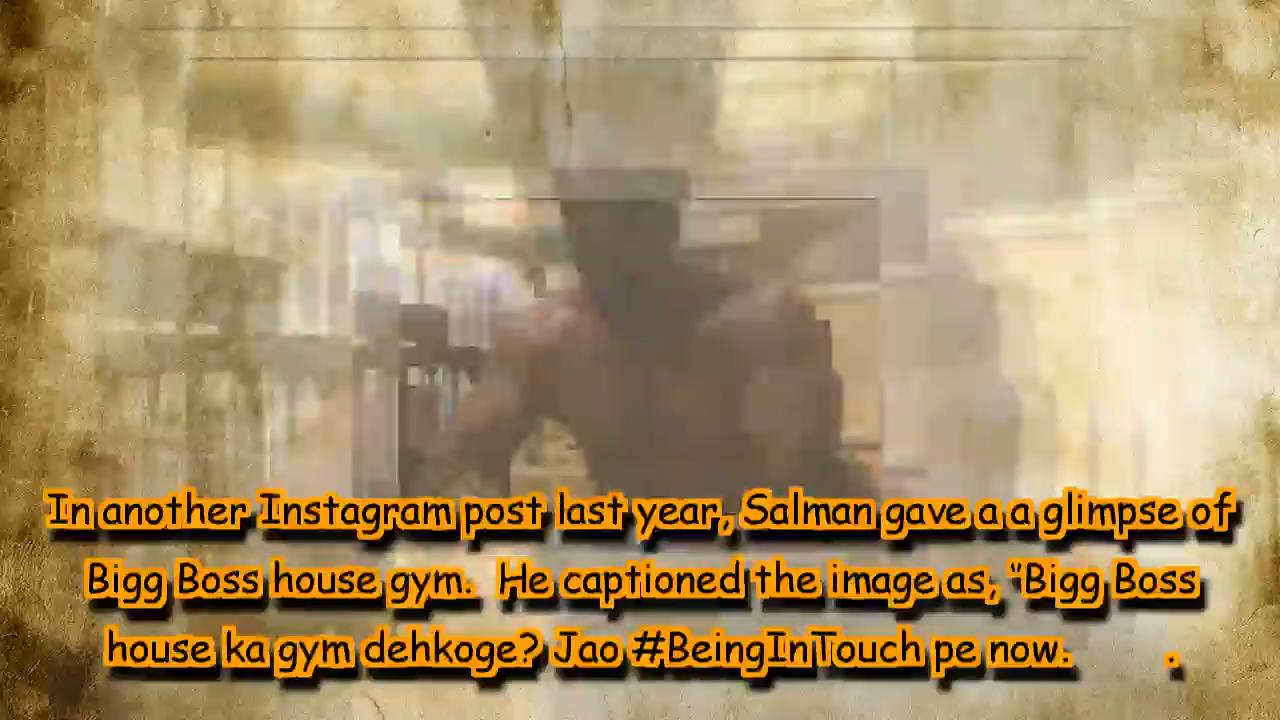 In another Instagram post last year, Salman gave a a glimpse of
Bigg Boss house gym. He captioned the image as, "Bigg Boss
house ka gym dehkoge? Jao #BeingInTouch pe now. .